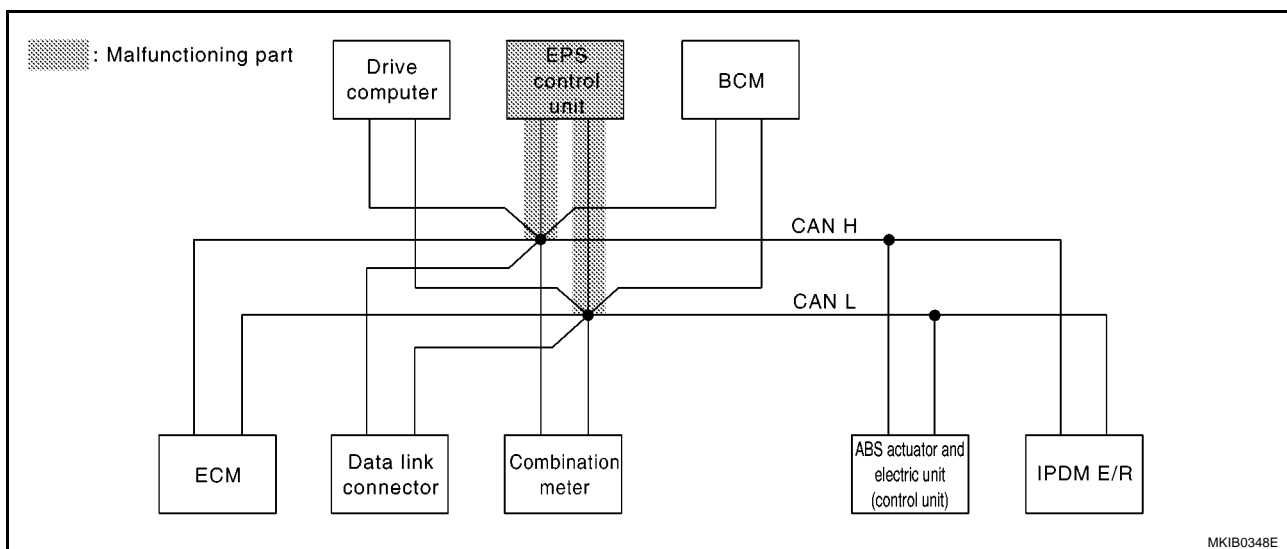 : Malfunctioning part
Drive
computer
EPS
control
unit
BCM
CAN H
CAN L
ECM
Data link
connector
Combination
meter
ABS actuator and
electric unit
(control unit)
IPDM E/R
MKIB0348E